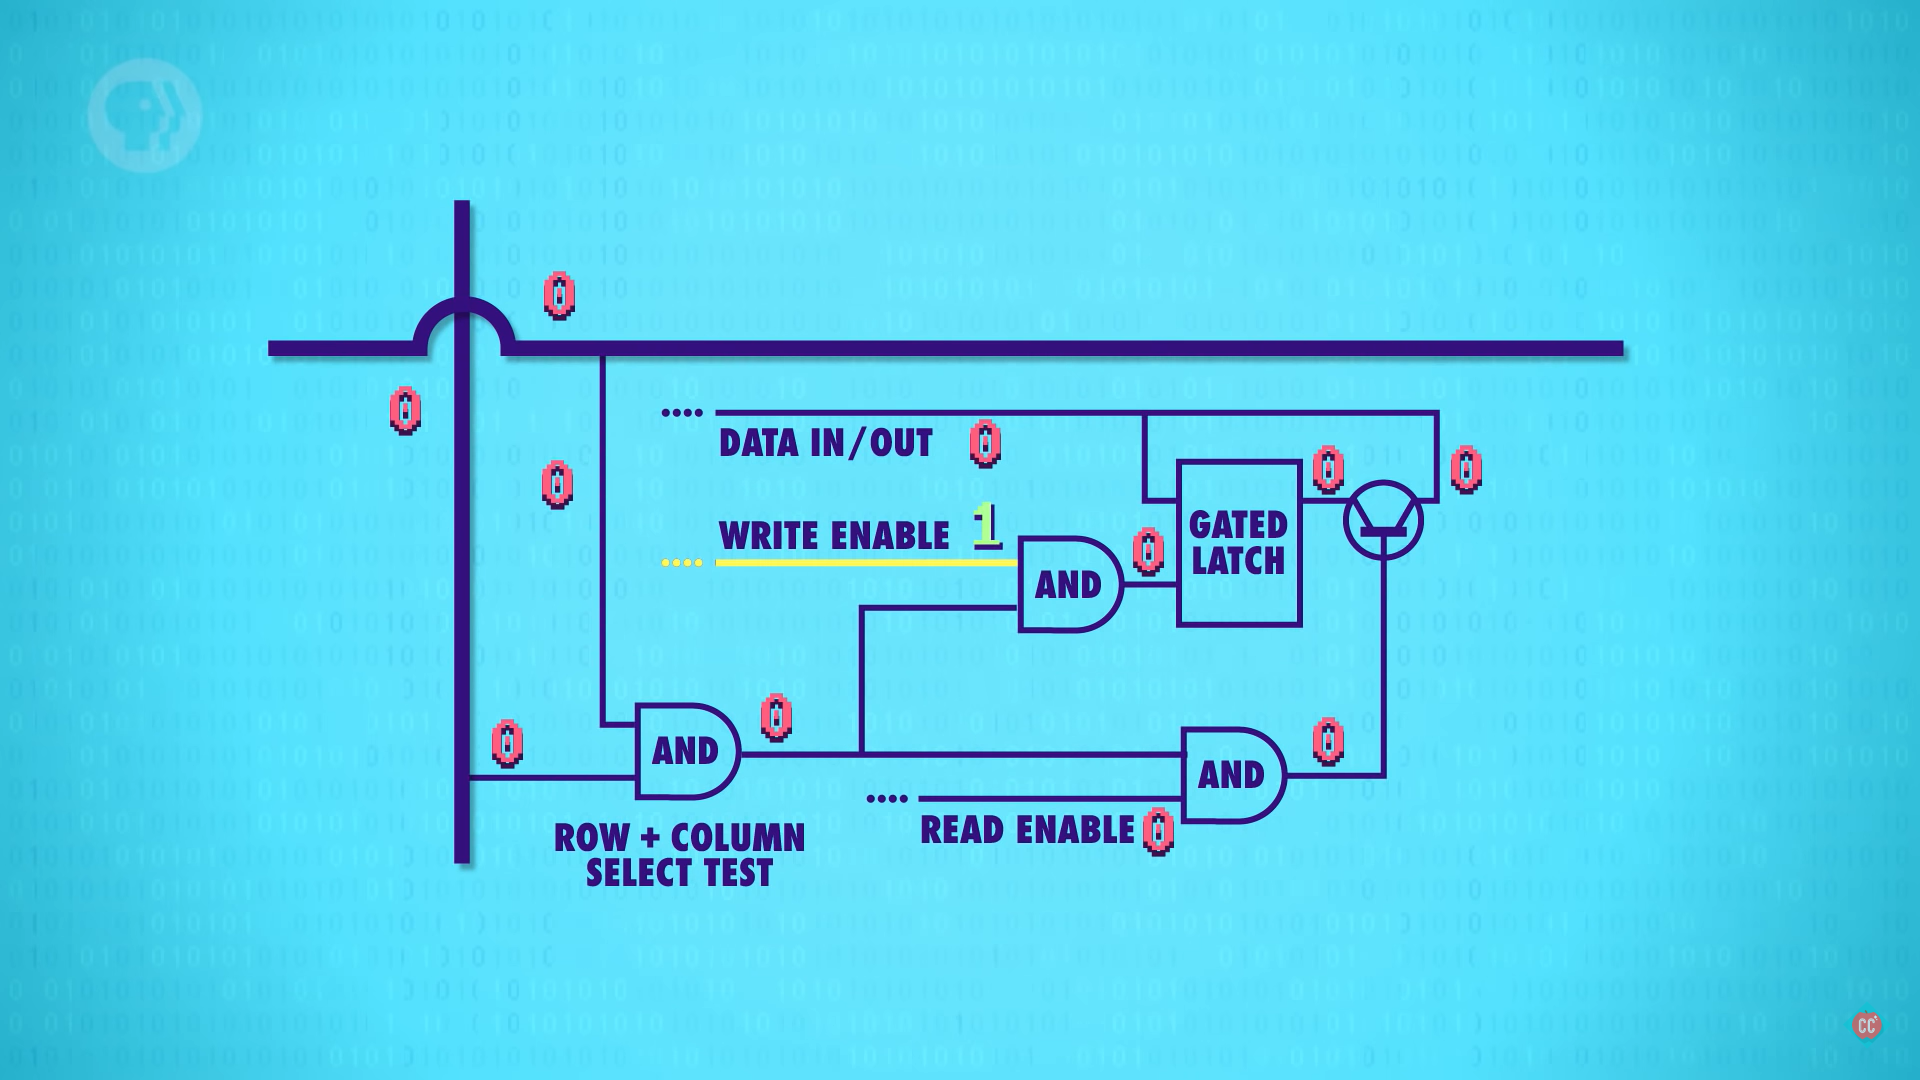 0
0
DATA IN/OUT 0
0
0
0
WRITE ENABLE 1
GATED
LATCH
0
AND
0
0
0
AND
AND
READ ENABLE 0
ROW + COLUMN
SELECT TEST
CC